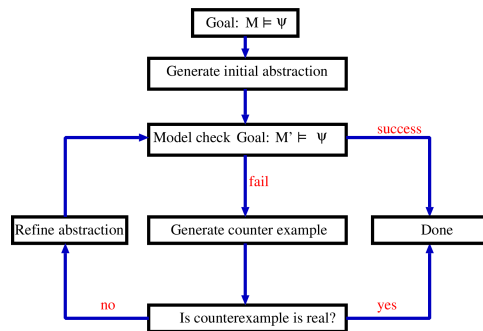 Goal: M ⊨ ψ
Generate initial abstraction
Model check Goal: M' ⊨ ψ
success
fail
Refine abstraction
Generate counter example
Done
no
Is counterexample is real?
yes